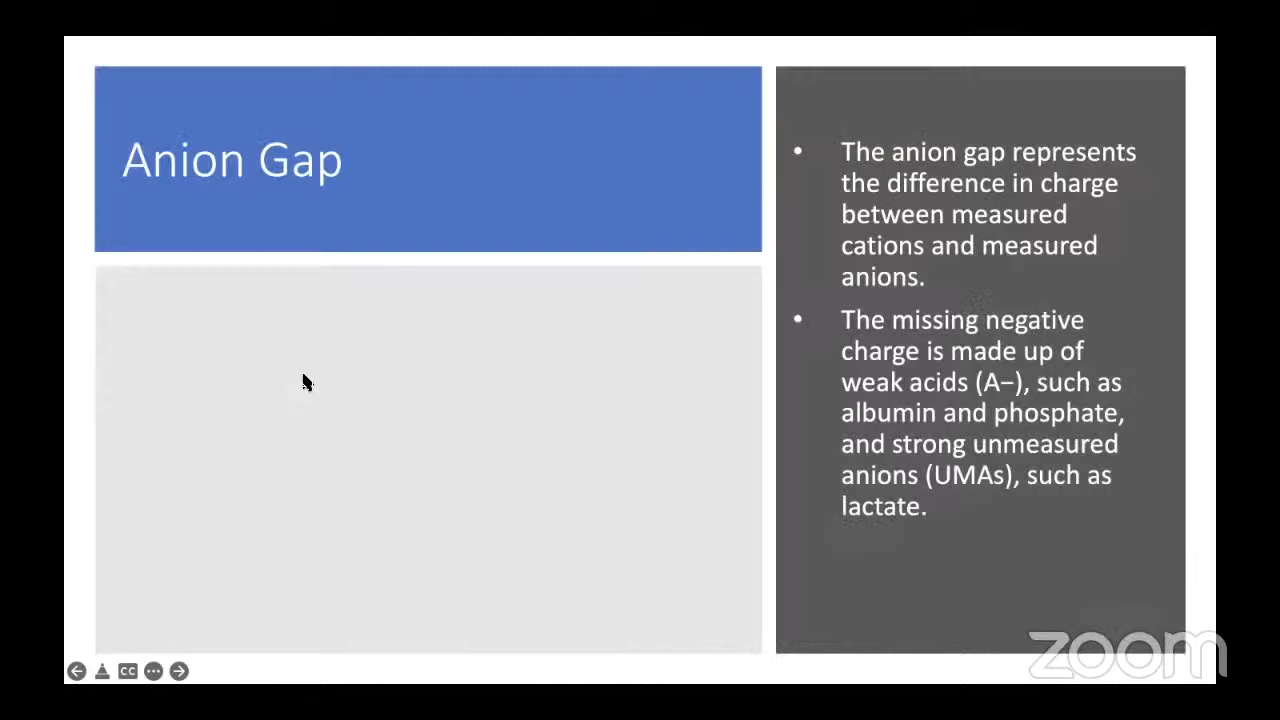 Anion Gap
• The anion gap represents
the difference in charge
between measured
cations and measured
anions.
• The missing negative
charge is made up of
weak acids (A−), such as
albumin and phosphate,
and strong unmeasured
anions (UMAs), such as
lactate.
CC
zoom